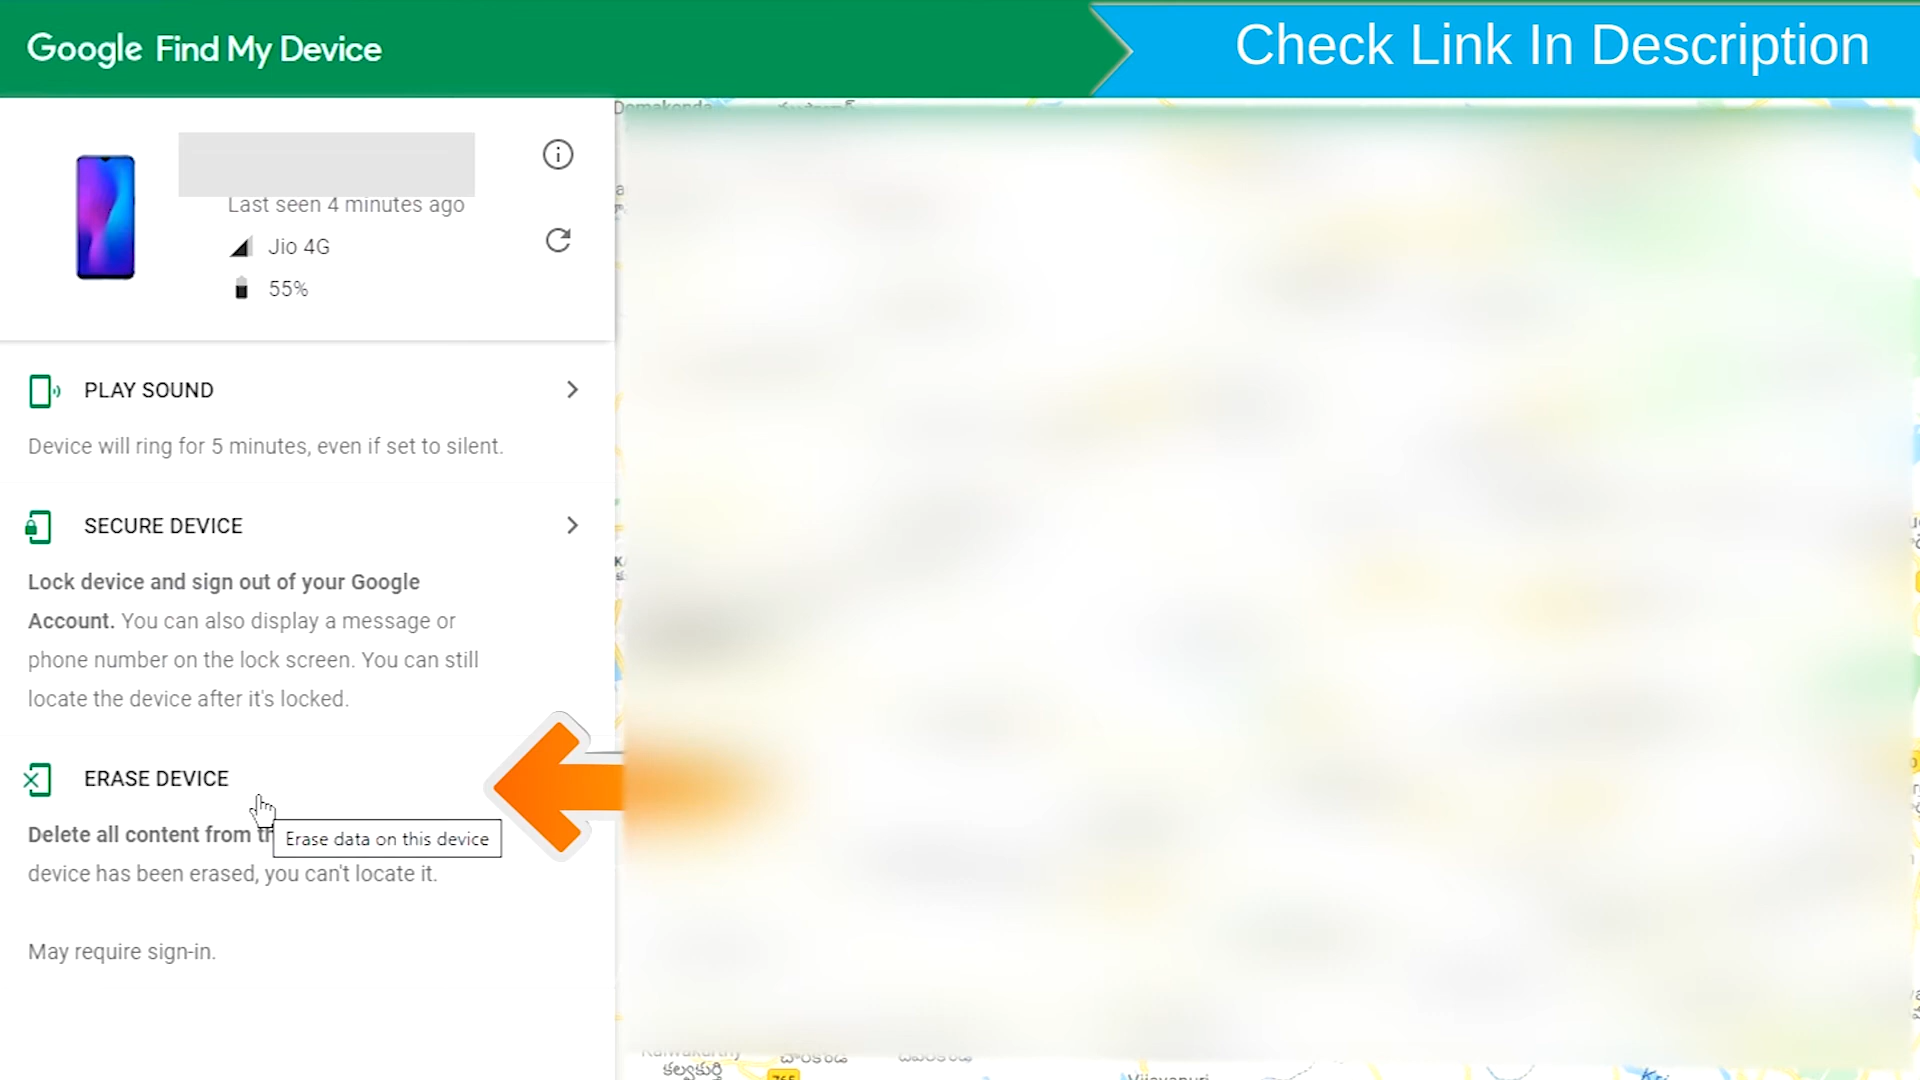 Google Find My Device
Check Link In Description
Last seen 4 minutes ago
Jio 4G
55%
PLAY SOUND
Device will ring for 5 minutes, even if set to silent.
SECURE DEVICE
Lock device and sign out of your Google
Account. You can also display a message or
phone number on the lock screen. You can still
locate the device after it's locked.
ERASE DEVICE
Delete all content from
Erase data on this device
device has been erased, you can't locate it.
May require sign-in.
కల్వకుర్తి